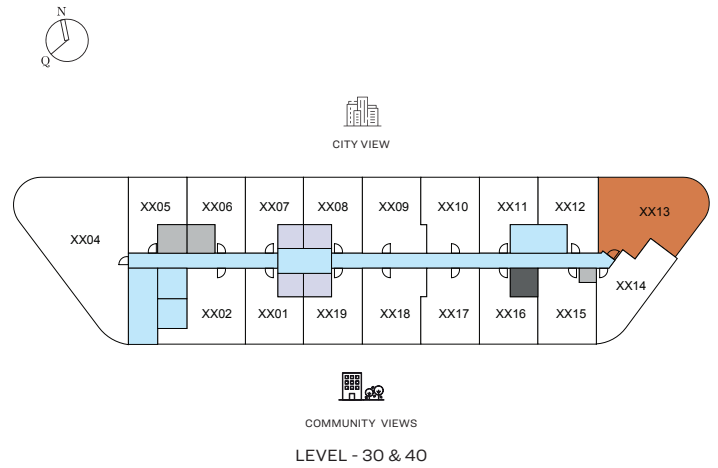 N
Q
CITY VIEW
XX05
XX06
XX07
XX08
XX09
XX10
XX11
XX12
XX13
XX04
XX14
XX02
XX01
XX19
XX18
XX17
XX16
XX15
COMMUNITY VIEWS
LEVEL - 30 & 40